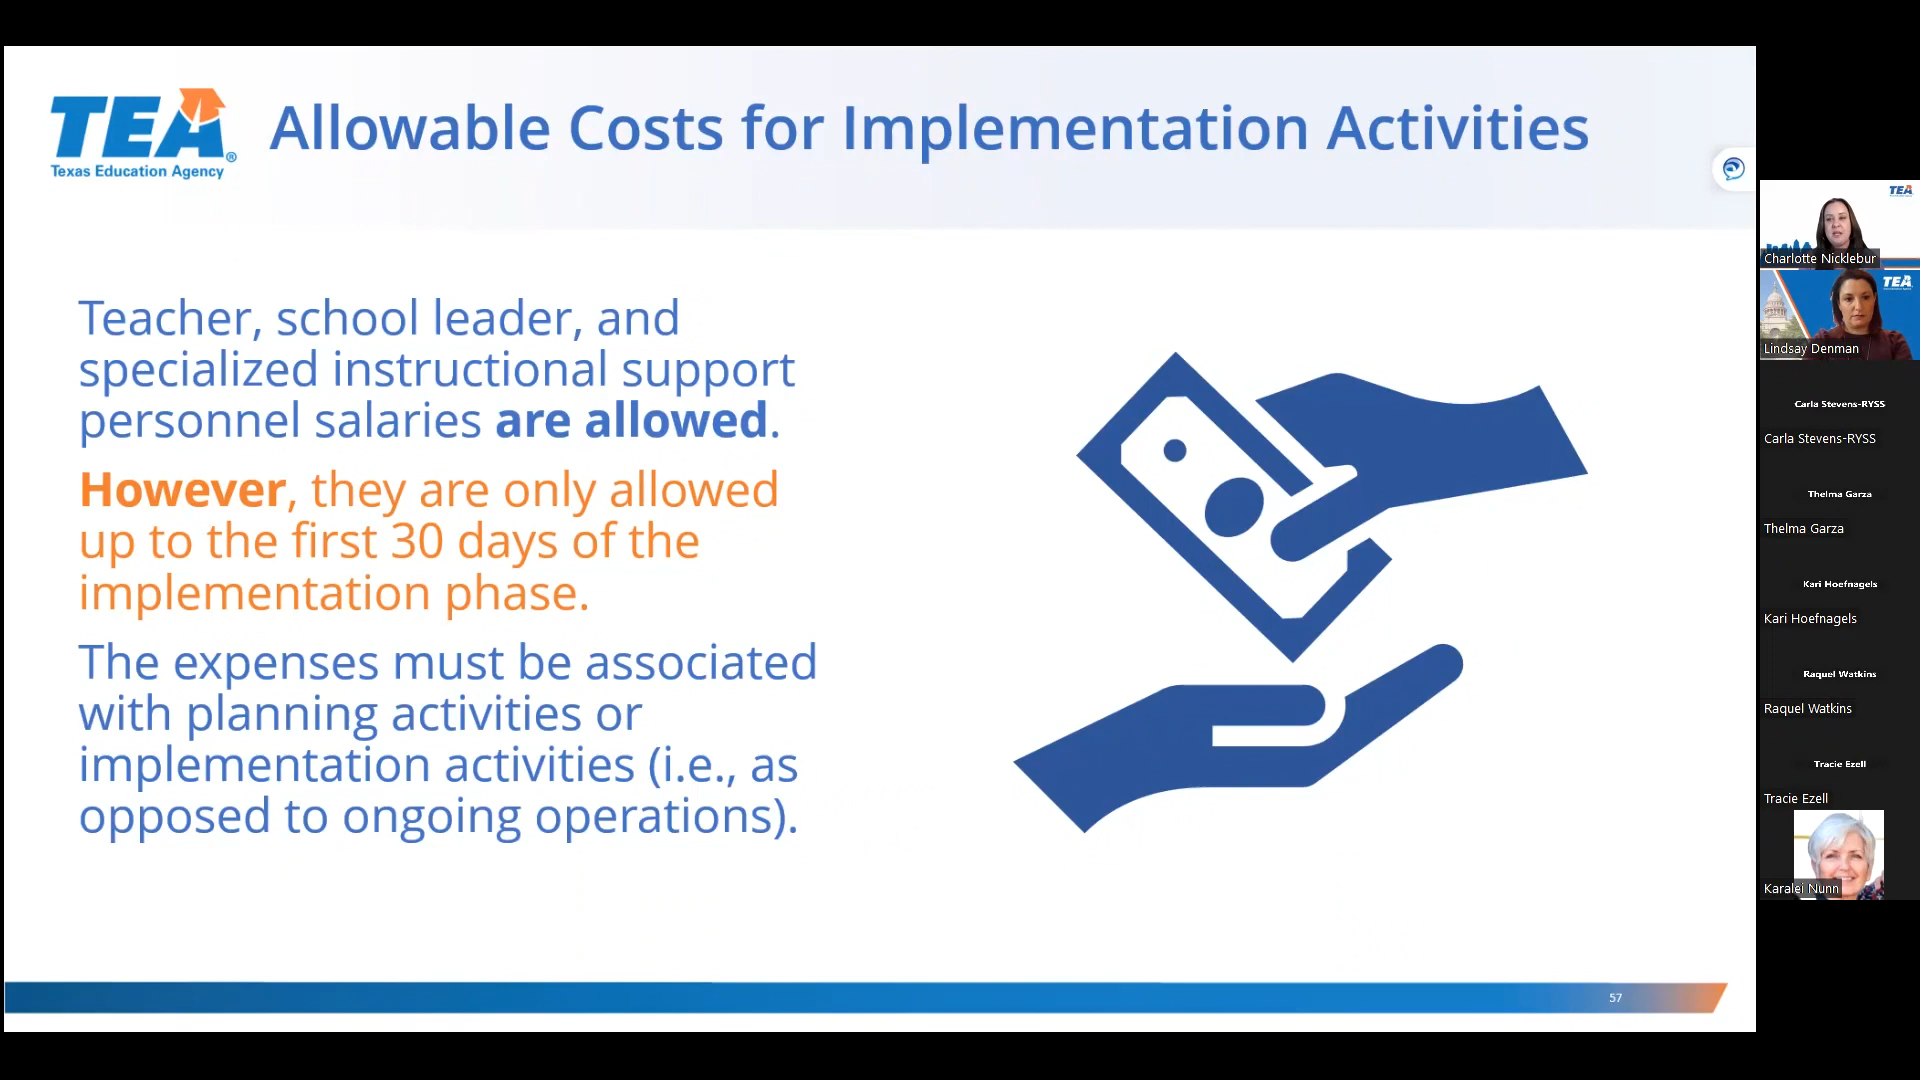 TEA®
Texas Education Agency
Allowable Costs for Implementation Activities
Teacher, school leader, and
specialized instructional support
personnel salaries are allowed.
However, they are only allowed
up to the first 30 days of the
implementation phase.
The expenses must be associated
with planning activities or
implementation activities (i.e., as
opposed to ongoing operations).
57
TEA
Charlotte Nicklebur
TEA
Lindsay Denman
Carla Stevens-RYSS
Carla Stevens-RYSS
Thelma Garza
Thelma Garza
Kari Hoefnagels
Kari Hoefnagels
Raquel Watkins
Raquel Watkins
Tracie Ezell
Tracie Ezell
Karalei Nunn